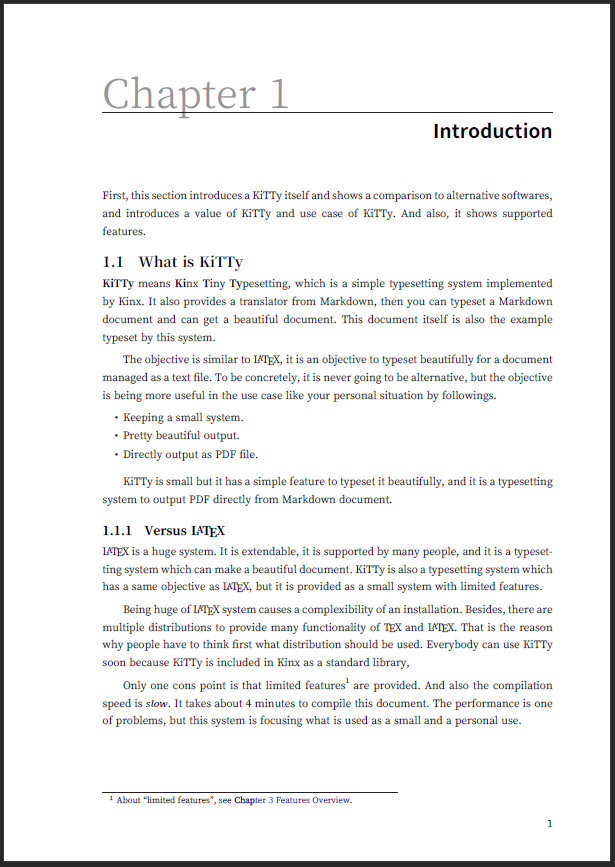 Chapter 1
Introduction
First, this section introduces a KiTTy itself and shows a comparison to alternative softwares,
and introduces a value of KiTTy and use case of KiTTy. And also, it shows supported
features.
1.1 What is KiTTy
KiTTy means Kinx Tiny Typesetting, which is a simple typesetting system implemented
by Kinx. It also provides a translator from Markdown, then you can typeset a Markdown
document and can get a beautiful document. This document itself is also the example
typeset by this system.
The objective is similar to LATEX, it is an objective to typeset beautifully for a document
managed as a text file. To be concretely, it is never going to be alternative, but the objective
is being more useful in the use case like your personal situation by followings.
• Keeping a small system.
• Pretty beautiful output.
• Directly output as PDF file.
KiTTy is small but it has a simple feature to typeset it beautifully, and it is a typesetting
system to output PDF directly from Markdown document.
1.1.1 Versus LATEX
LATEX is a huge system. It is extendable, it is supported by many people, and it is a typeset-
ting system which can make a beautiful document. KiTTy is also a typesetting system which
has a same objective as LATEX, but it is provided as a small system with limited features.
Being huge of LATEX system causes a complexibility of an installation. Besides, there are
multiple distributions to provide many functionality of TEX and LATEX. That is the reason
why people have to think first what distribution should be used. Everybody can use KiTTy
soon because KiTTy is included in Kinx as a standard library,
Only one cons point is that limited features1 are provided. And also the compilation
speed is slow. It takes about 4 minutes to compile this document. The performance is one
of problems, but this system is focusing what is used as a small and a personal use.
1 About “limited features”, see Chapter 3 Features Overview.
1